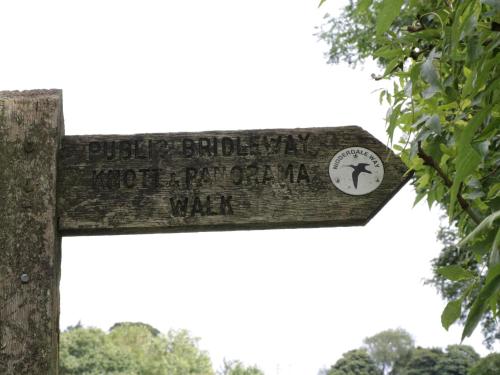 PUBLIC BRIDLEWAY
KNOTT & PANORAMA
WALK
NIDDERDALE WAY